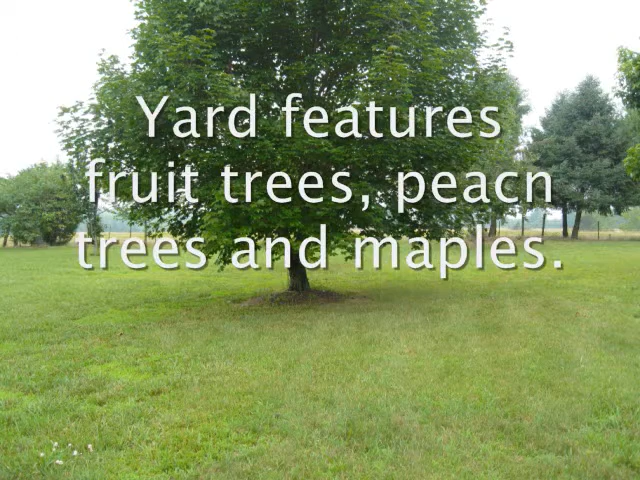 Yard features
fruit trees, peacn
trees and maples.